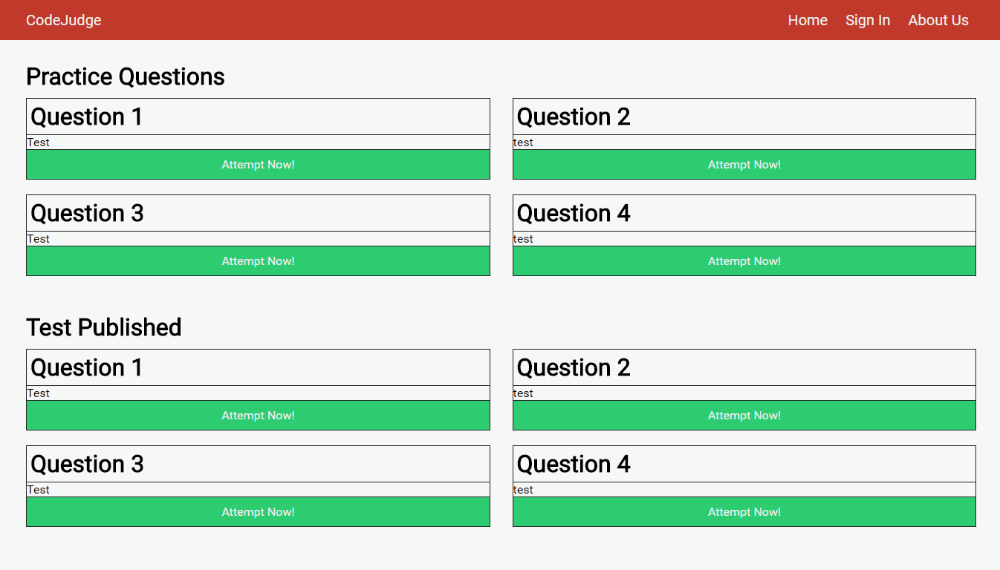 CodeJudge Home Sign In About Us
Practice Questions
Question 1
Test
Attempt Now!
Question 2
test
Attempt Now!
Question 3
Test
Attempt Now!
Question 4
test
Attempt Now!
Test Published
Question 1
Test
Attempt Now!
Question 2
test
Attempt Now!
Question 3
Test
Attempt Now!
Question 4
test
Attempt Now!